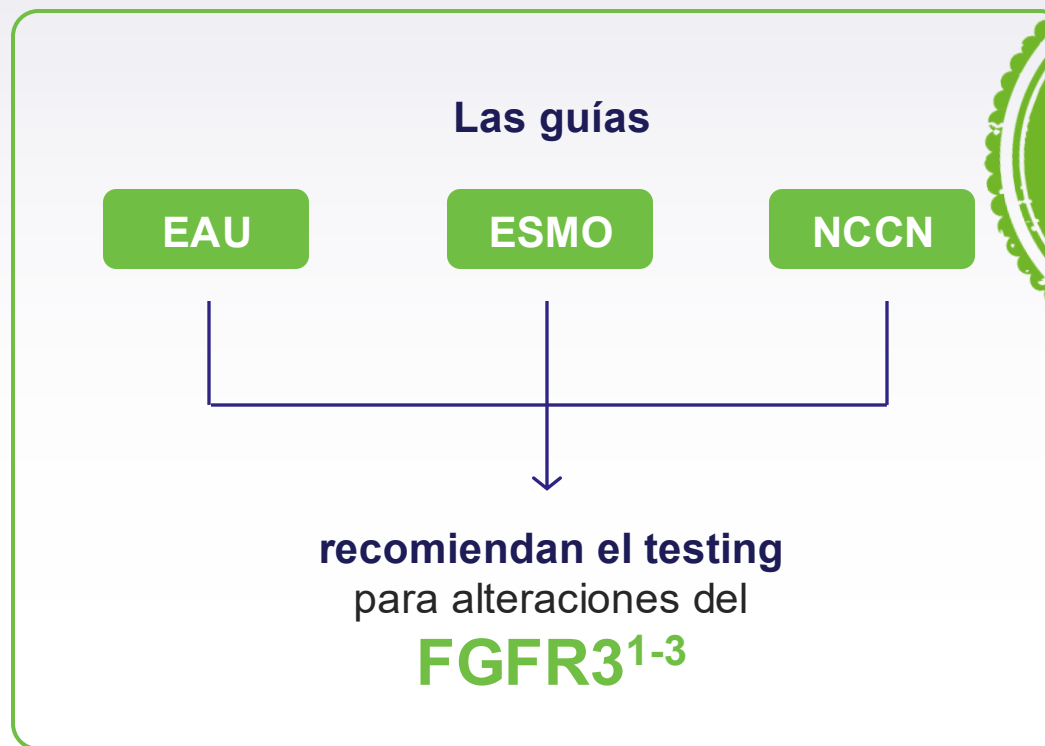 Las guías
EAU ESMO NCCN
recomiendan el testing
para alteraciones del
FGFR3¹⁻³